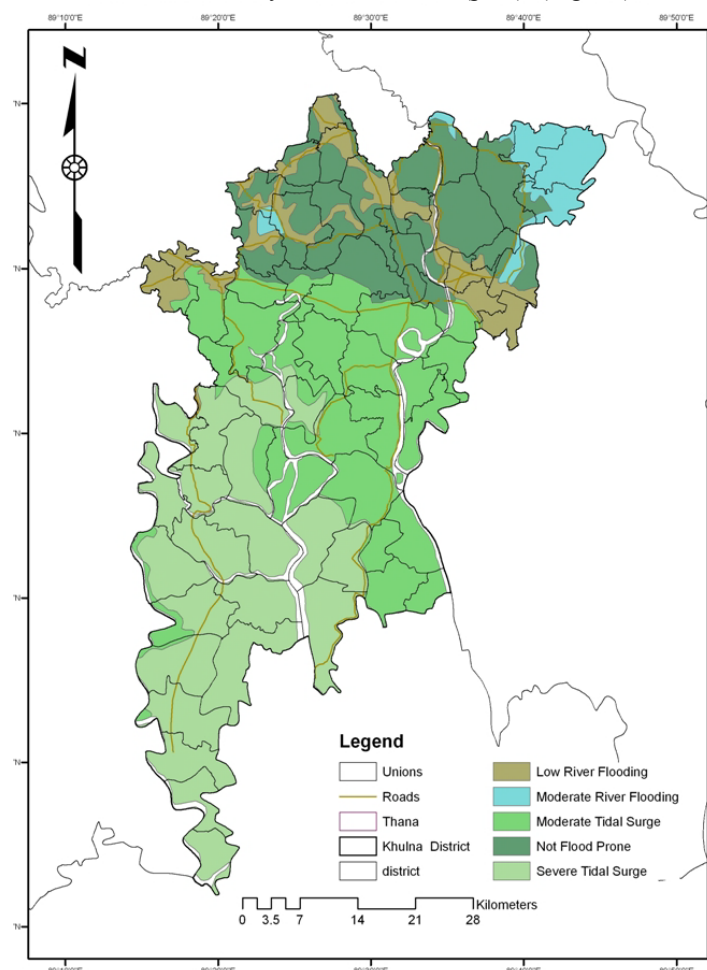 89°10'0"E 89°20'0"E 89°30'0"E 89°40'0"E 89°50'0"E
N
Legend
Unions
Roads
Thana
Khulna District
district
Low River Flooding
Moderate River Flooding
Moderate Tidal Surge
Not Flood Prone
Severe Tidal Surge
Kilometers
0 3.5 7 14 21 28